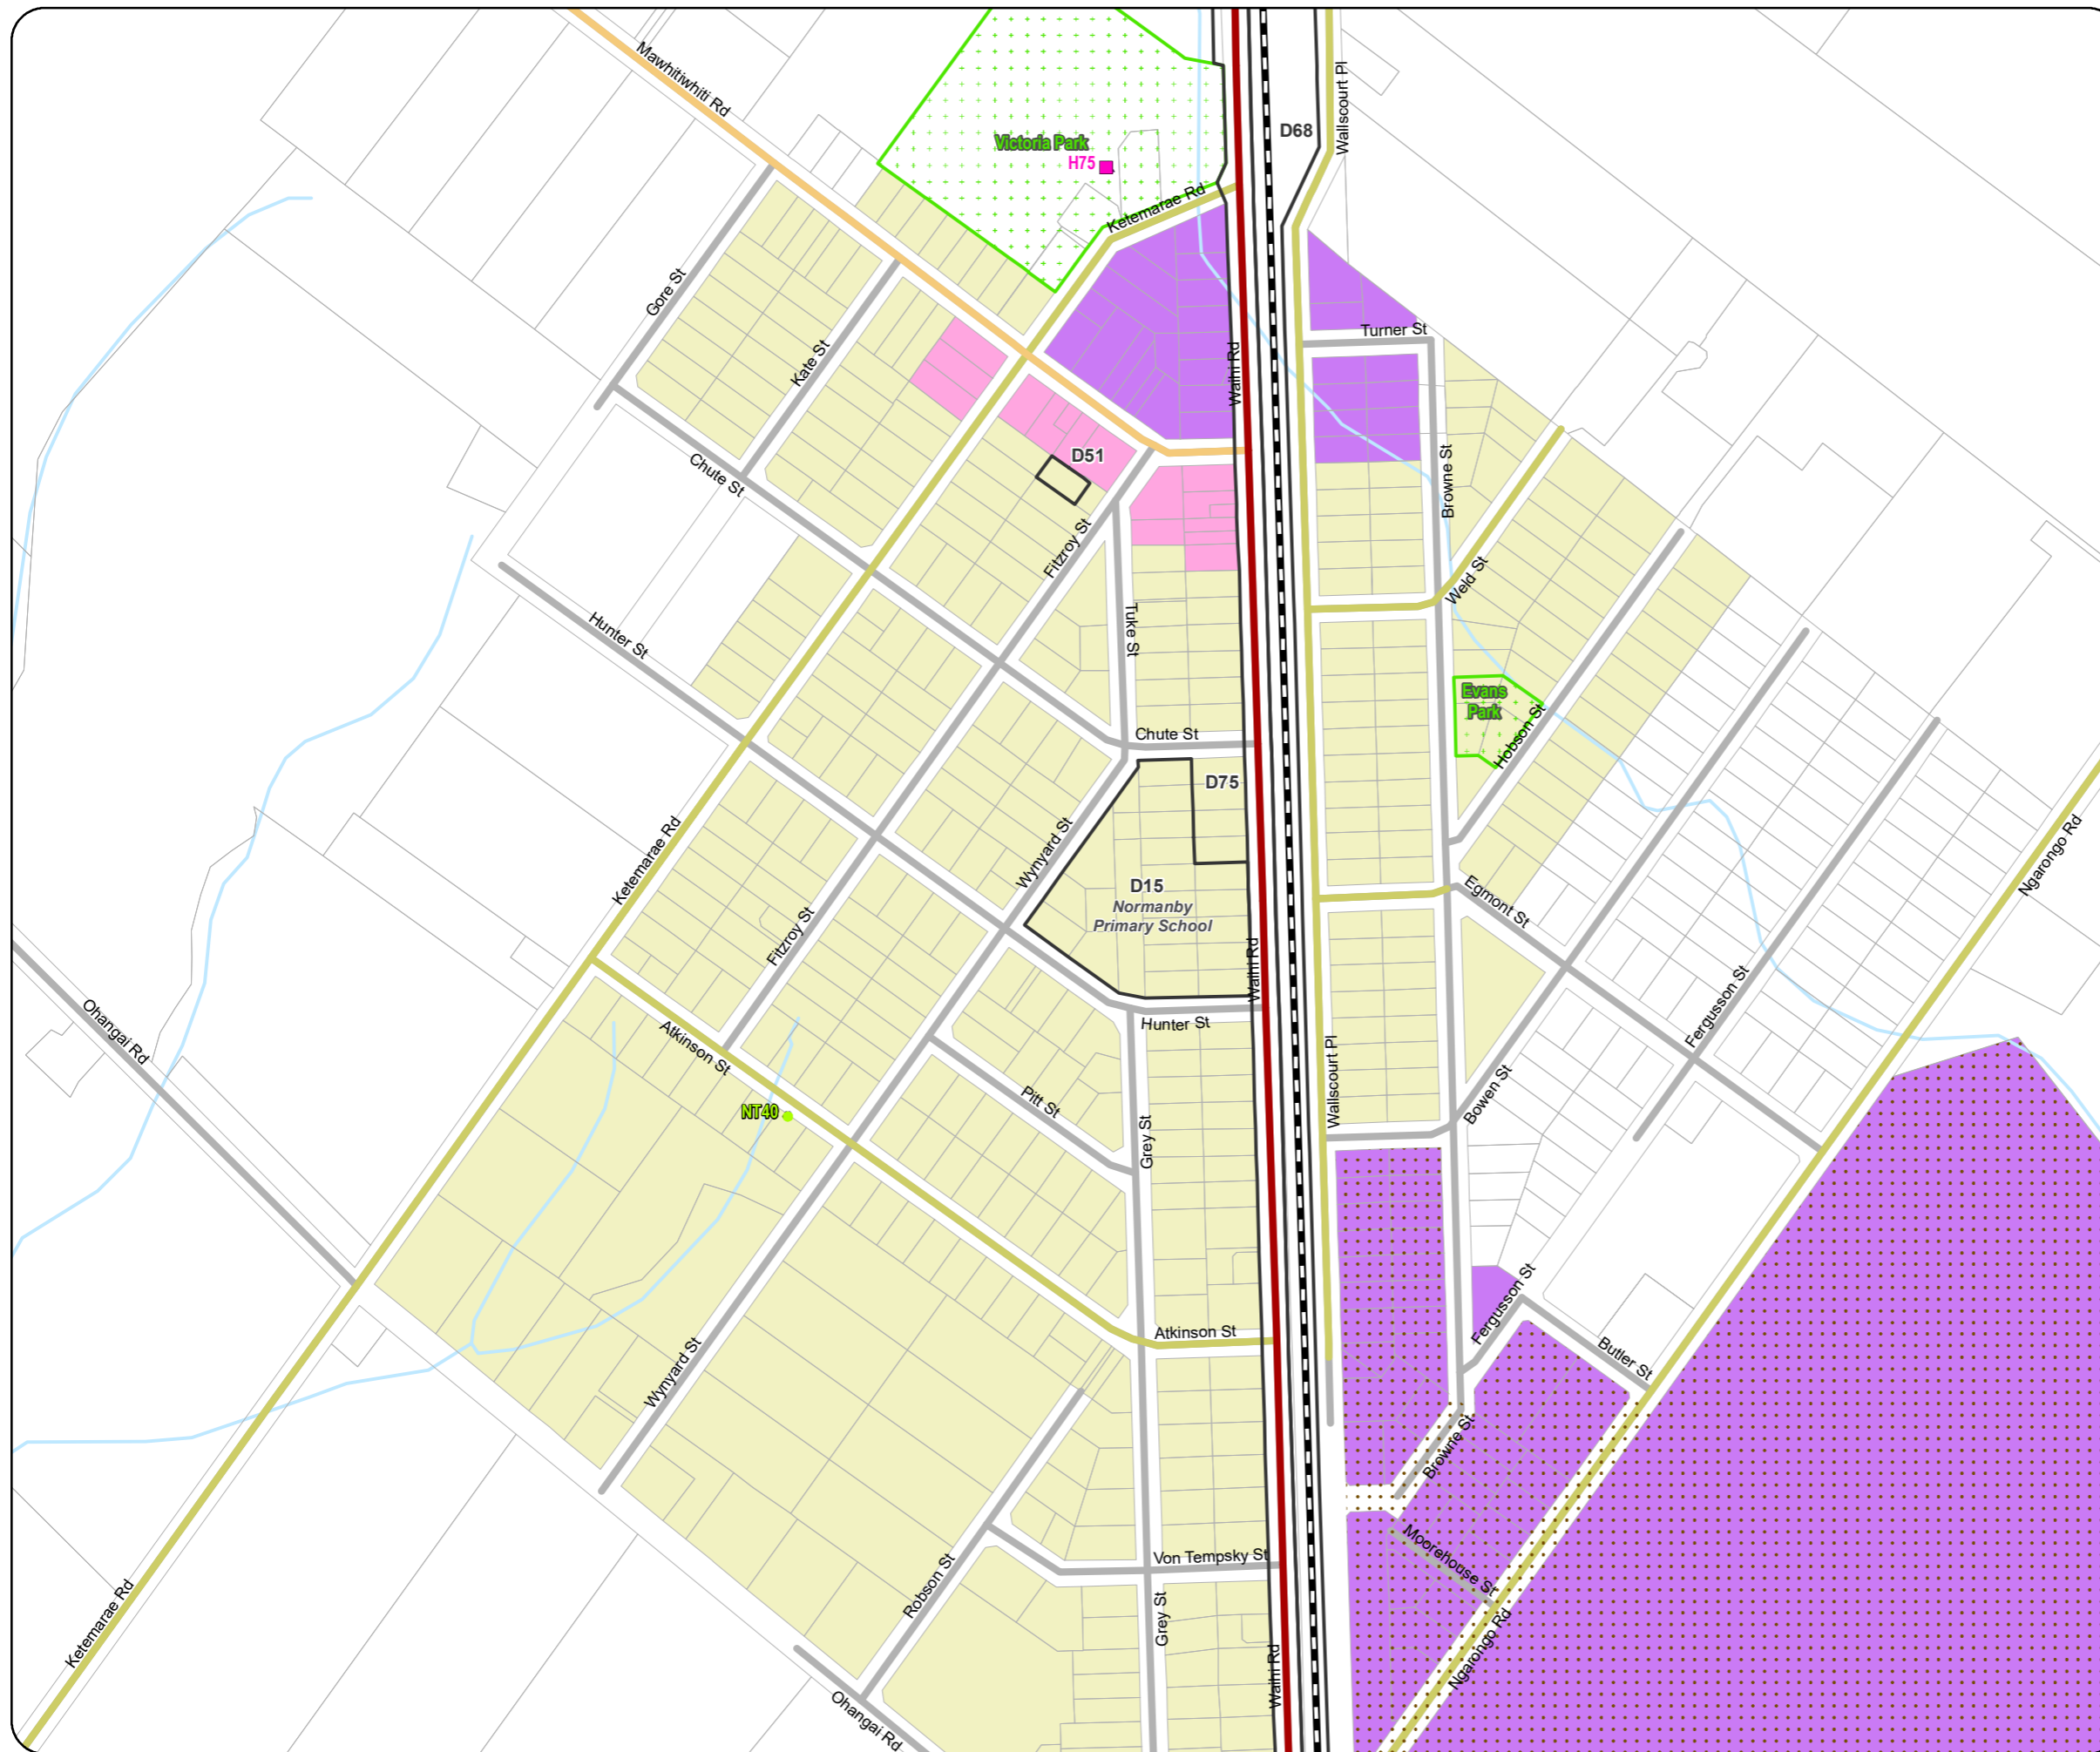 Mawhitiwhiti Rd
Wallscourt Pl
Victoria Park
H75
D68
Ketemarae Rd
Gore St
Turner St
Kate St
Waihi Rd
D51
Chute St
Browne St
Fitzroy St
Weld St
Hunter St
Tuke St
Evans
Park
Hobson St
Chute St
D75
Ketemarae Rd
Wynyard St
Ngarongo Rd
D15
Normanby
Primary School
Egmont St
Fitzroy St
Waihi Rd
Ohangai Rd
Atkinson St
Hunter St
Fergusson St
Wallscourt Pl
NT40
Pitt St
Bowen St
Grey St
Fergusson St
Atkinson St
Butler St
Wynyard St
Browne St
Von Tempsky St
Moorehouse St
Robson St
Grey St
Ketemarae Rd
Ngarongo Rd
Waihi Rd
Ohangai Rd